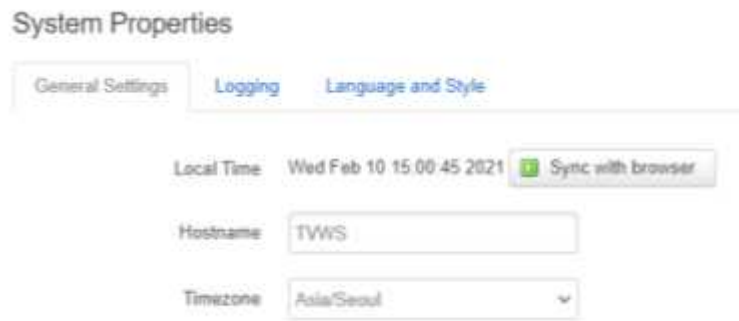 System Properties
General Settings Logging Language and Style
Local Time Wed Feb 10 15:00:45 2021 Sync with browser
Hostname TVWS
Timezone Asia/Seoul